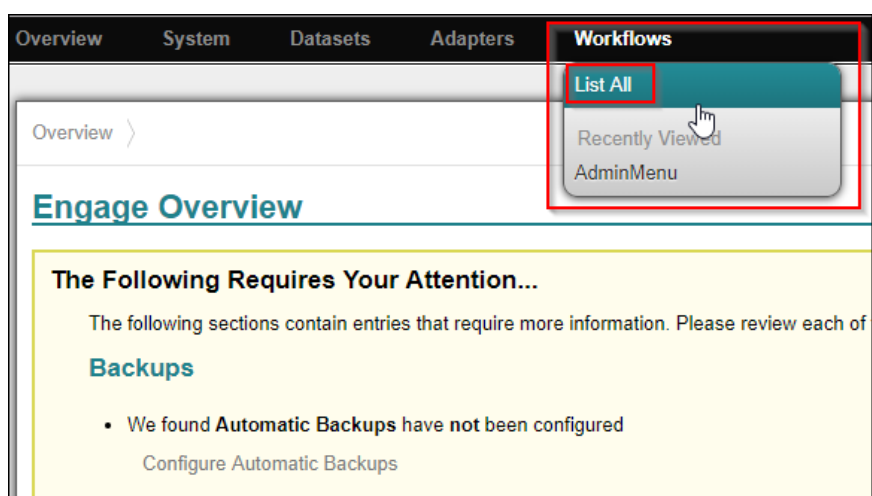 Overview System Datasets Adapters Workflows
List All
Recently Viewed
AdminMenu
Overview
Engage Overview
The Following Requires Your Attention...
The following sections contain entries that require more information. Please review each of
Backups
• We found Automatic Backups have not been configured
Configure Automatic Backups